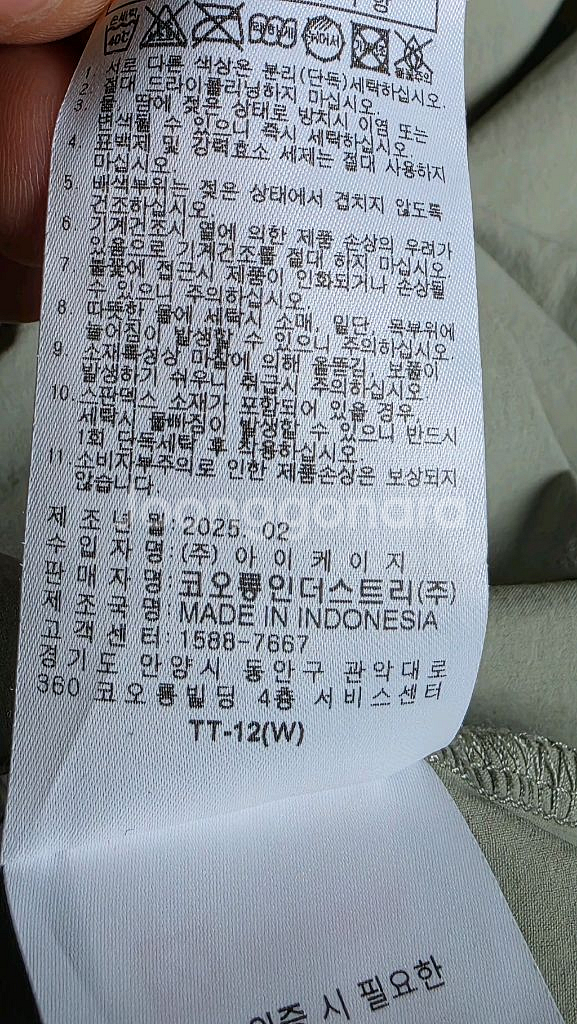 손세탁
40℃
약하게
뉘어서
1. 서로 다른 색상은 분리(단독)세탁하십시오.
2. 절대 드라이클리닝하지 마십시오.
3. 물, 땀에 젖은 상태로 방치시 이염 또는
변색될 수 있으니 즉시 세탁하십시오.
4. 표백제 및 강력효소 세제는 절대 사용하지
마십시오.
5. 배색부위는 젖은 상태에서 겹치지 않도록
건조하십시오.
6. 기계건조시 열에 의한 제품 손상의 우려가
있음으로 기계건조를 절대 하지 마십시오.
7. 불꽃에 접근시 제품이 인화되거나 손상될
수 있으니 주의하십시오.
8. 따뜻한 물에 세탁시 소매, 밑단, 목부위에
늘어짐이 발생할 수 있으니 주의하십시오.
9. 소재특성상 마찰에 의해 올뜯김, 보풀이
발생하기 쉬우니 취급시 주의하십시오.
10. 스판덱스 소재가 포함되어 있을 경우,
세탁시 물빠짐이 발생할 수 있으니 반드시
1회 단독세탁 후 착용하십시오.
11. 소비자부주의로 인한 제품손상은 보상되지
않습니다.
joonggonara
제조년월: 2025. 02
수입자명: (주) 아이케이지
판매자명: 코오롱인더스트리(주)
제조국명: MADE IN INDONESIA
고객센터: 1588-7667
경기도 안양시 동안구 관악대로
360 코오롱빌딩 4층 서비스센터
TT-12(W)
인증 시 필요한